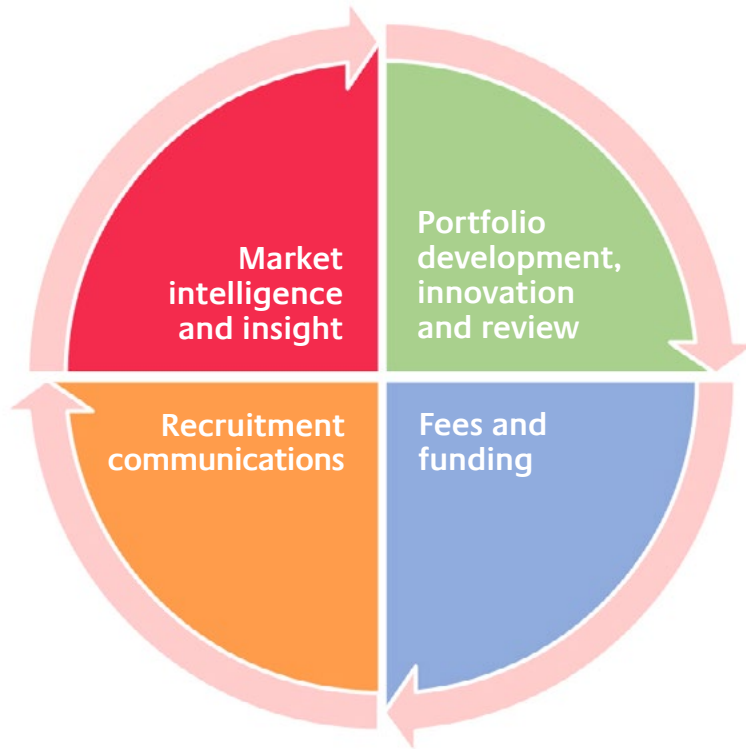 Market
intelligence
and insight
Portfolio
development,
innovation
and review
Recruitment
communications
Fees and
funding